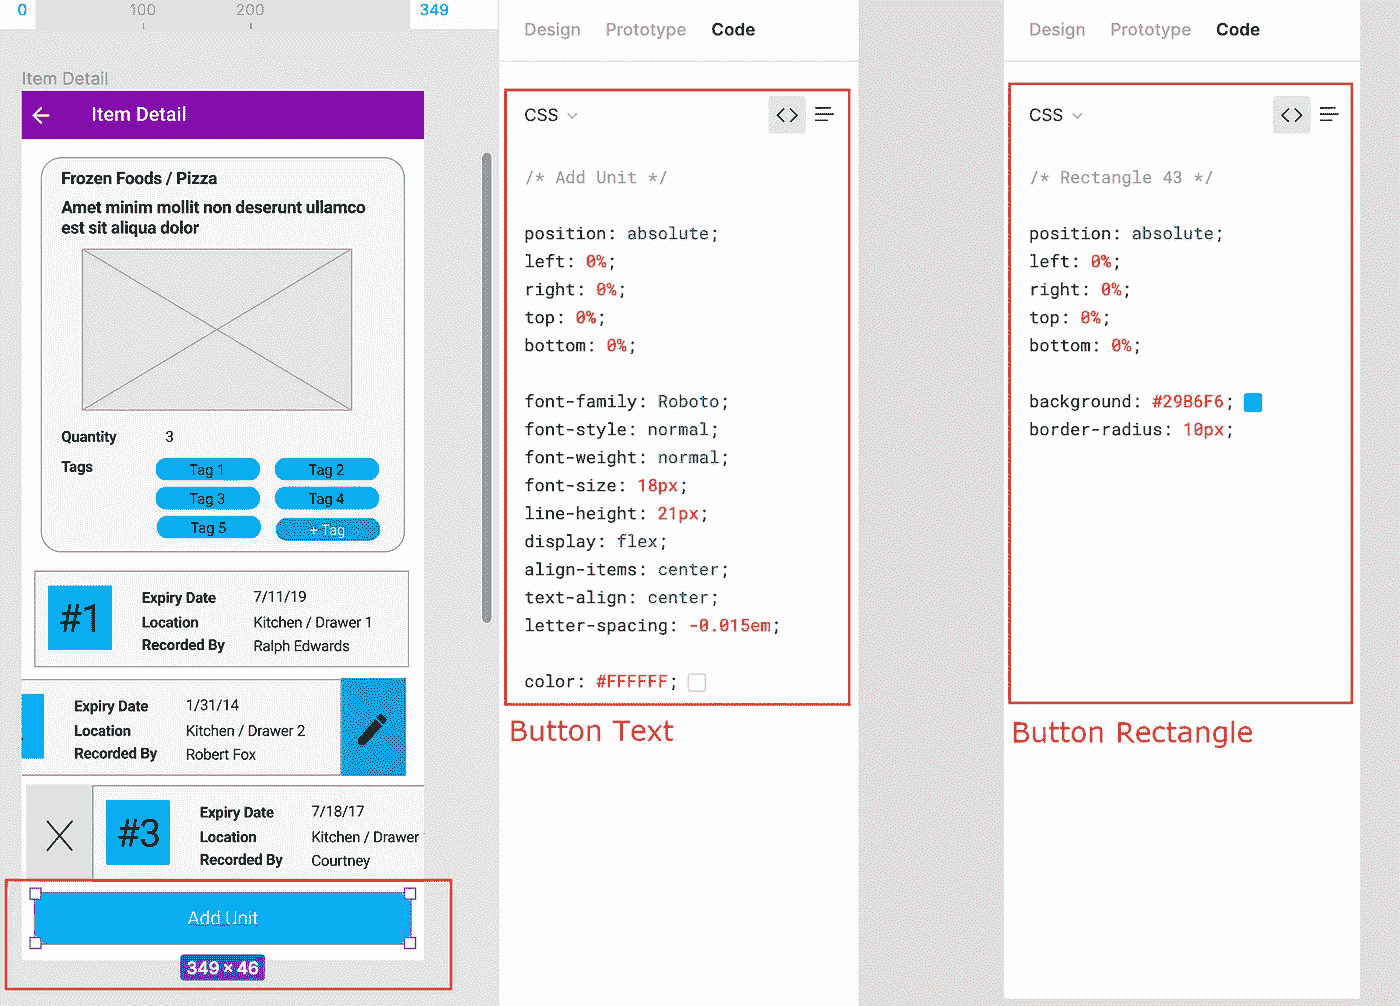 0 100 200 349
Item Detail
Item Detail
Frozen Foods / Pizza
Amet minim mollit non deserunt ullamco
est sit aliqua dolor
Quantity 3
Tags
Tag 1 Tag 2
Tag 3 Tag 4
Tag 5 + Tag
#1
Expiry Date 7/11/19
Location Kitchen / Drawer 1
Recorded By Ralph Edwards
Expiry Date 1/31/14
Location Kitchen / Drawer 2
Recorded By Robert Fox
#3
Expiry Date 7/18/17
Location Kitchen / Drawer
Recorded By Courtney
Add Unit
349 × 46
Design Prototype Code
CSS
/* Add Unit */
position: absolute;
left: 0%;
right: 0%;
top: 0%;
bottom: 0%;
font-family: Roboto;
font-style: normal;
font-weight: normal;
font-size: 18px;
line-height: 21px;
display: flex;
align-items: center;
text-align: center;
letter-spacing: -0.015em;
color: #FFFFFF;
Button Text
Design Prototype Code
CSS
/* Rectangle 43 */
position: absolute;
left: 0%;
right: 0%;
top: 0%;
bottom: 0%;
background: #29B6F6;
border-radius: 10px;
Button Rectangle